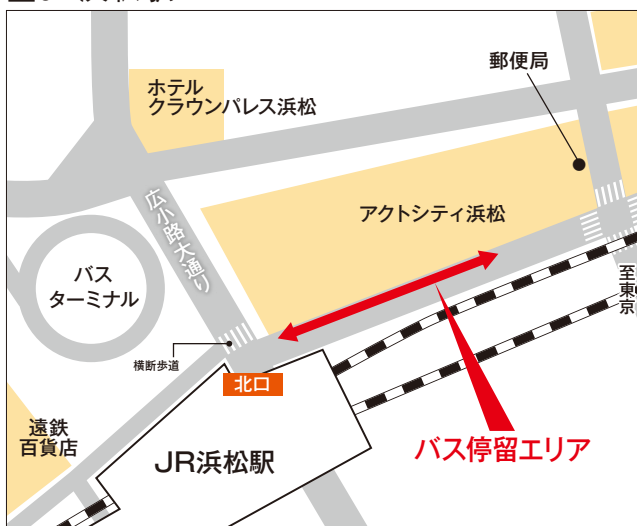 郵便局
ホテル
クラウンパレス浜松
アクトシティ浜松
広小路大通り
バス
ターミナル
至東京
横断歩道
北口
遠鉄
百貨店
JR浜松駅
バス停留エリア